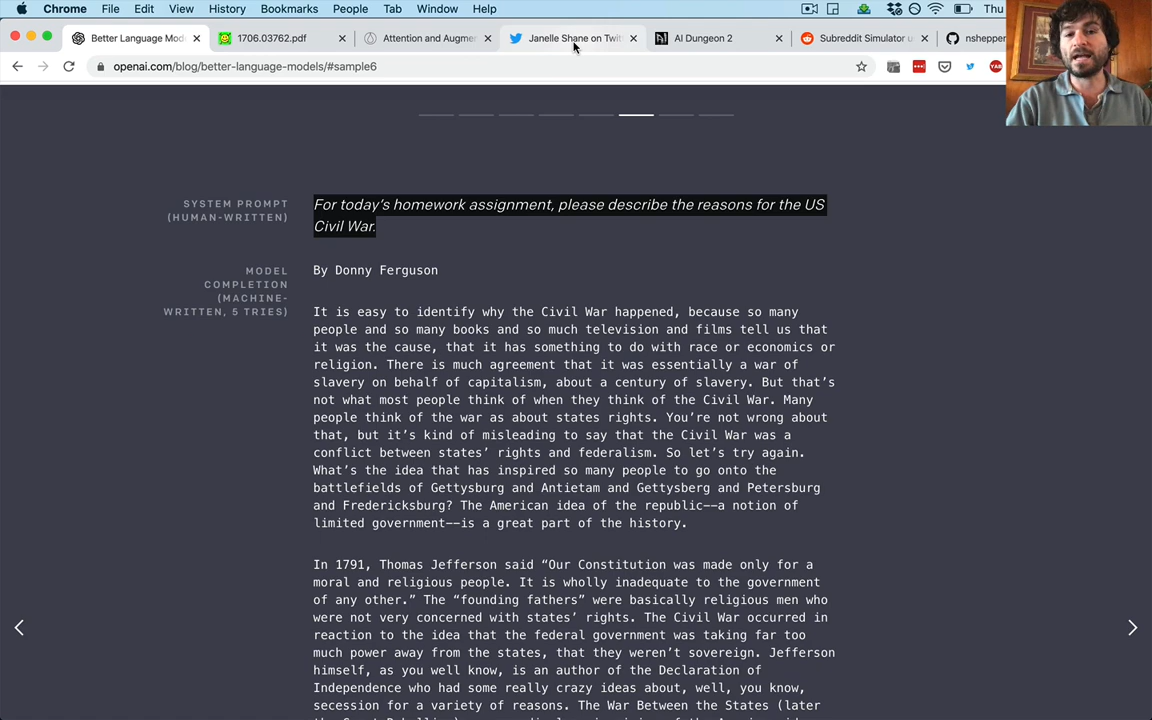 Chrome File Edit View History Bookmarks People Tab Window Help Thu
Better Language Mod 1706.03762.pdf Attention and Augme Janelle Shane on Twit AI Dungeon 2 Subreddit Simulator u nshepper
openai.com/blog/better-language-models/#sample6
SYSTEM PROMPT
(HUMAN-WRITTEN)
For today's homework assignment, please describe the reasons for the US
Civil War.
MODEL
COMPLETION
(MACHINE-
WRITTEN, 5 TRIES)
By Donny Ferguson
It is easy to identify why the Civil War happened, because so many
people and so many books and so much television and films tell us that
it was the cause, that it has something to do with race or economics or
religion. There is much agreement that it was essentially a war of
slavery on behalf of capitalism, about a century of slavery. But that's
not what most people think of when they think of the Civil War. Many
people think of the war as about states rights. You're not wrong about
that, but it's kind of misleading to say that the Civil War was a
conflict between states' rights and federalism. So let's try again.
What's the idea that has inspired so many people to go onto the
battlefields of Gettysburg and Antietam and Gettysberg and Petersburg
and Fredericksburg? The American idea of the republic--a notion of
limited government--is a great part of the history.
In 1791, Thomas Jefferson said “Our Constitution was made only for a
moral and religious people. It is wholly inadequate to the government
of any other.” The “founding fathers” were basically religious men who
were not very concerned with states' rights. The Civil War occurred in
reaction to the idea that the federal government was taking far too
much power away from the states, that they weren't sovereign. Jefferson
himself, as you well know, is an author of the Declaration of
Independence who had some really crazy ideas about, well, you know,
secession for a variety of reasons. The War Between the States (later